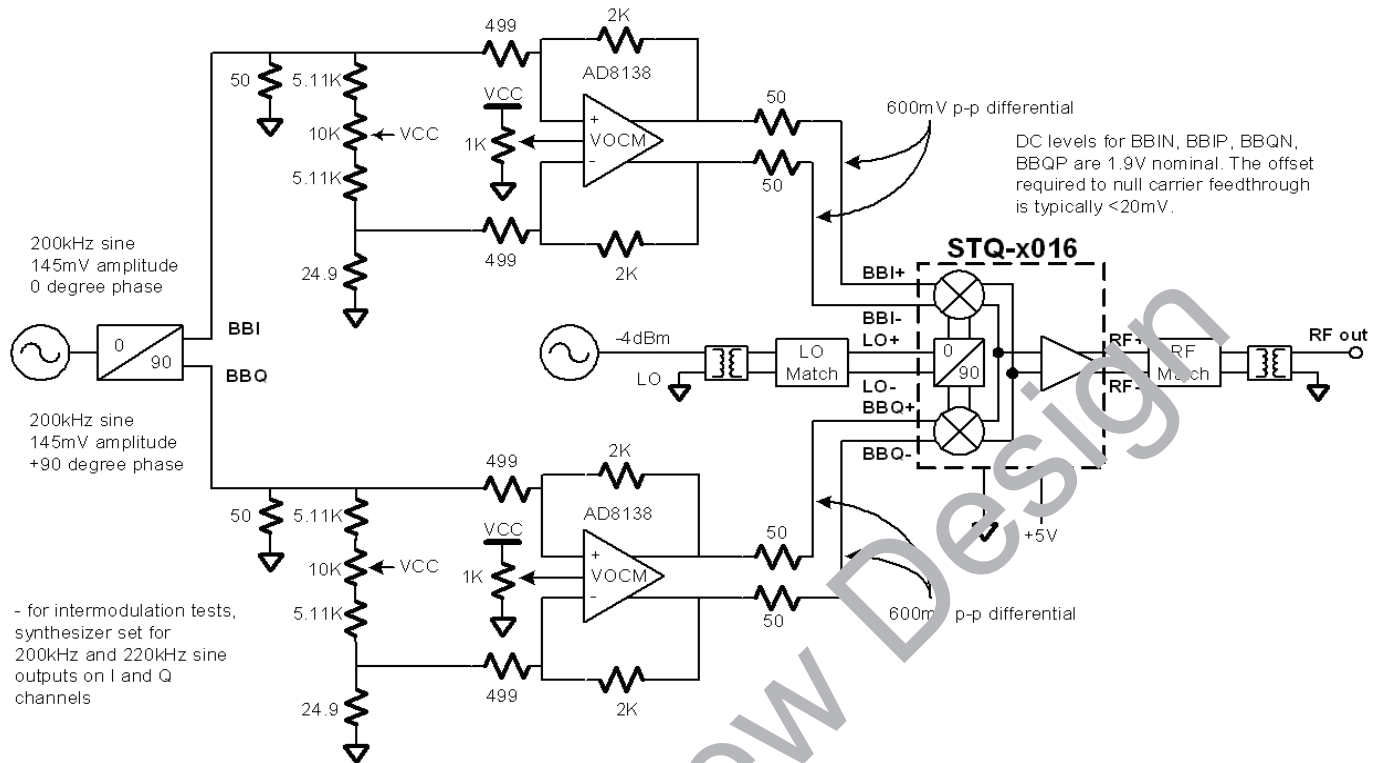 499
2K
AD8138
50
5.11K
VCC
10K
VCC
1K
+
VOCM
-
5.11K
50
50
600mV p-p differential
DC levels for BBIN, BBIP, BBQN,
BBQP are 1.9V nominal. The offset
required to null carrier feedthrough
is typically <20mV.
499
2K
24.9
200kHz sine
145mV amplitude
0 degree phase
0
90
BBI
BBQ
200kHz sine
145mV amplitude
+90 degree phase
STQ-x016
BBI+
BBI-
-4dBm
LO
LO
Match
LO+
LO-
0
90
BBQ+
BBQ-
RF+
RF-
RF
Match
RF out
+5V
499
2K
AD8138
50
5.11K
VCC
10K
VCC
1K
+
VOCM
-
5.11K
50
50
600mV p-p differential
499
2K
24.9
- for intermodulation tests,
synthesizer set for
200kHz and 220kHz sine
outputs on I and Q
channels
ew Design